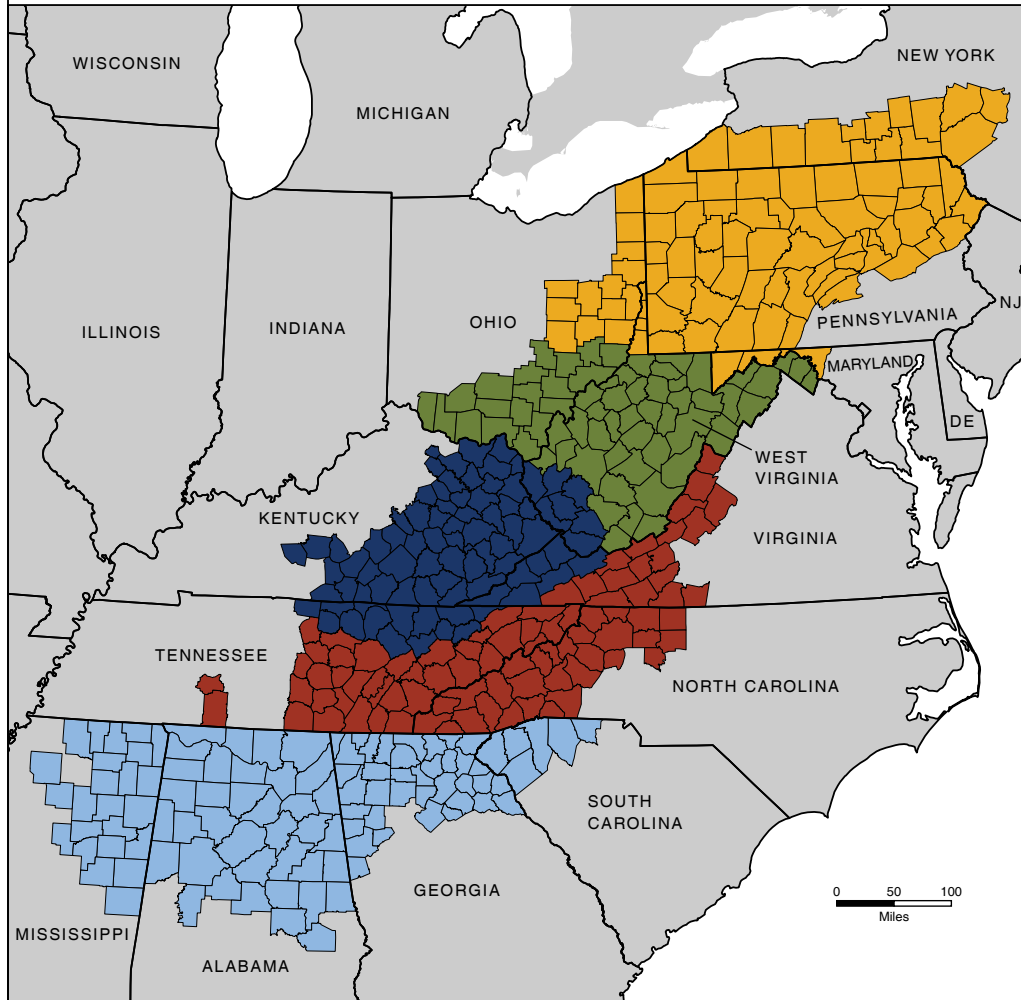 WISCONSIN
NEW YORK
MICHIGAN
ILLINOIS
INDIANA
OHIO
PENNSYLVANIA
NJ
MARYLAND
DE
WEST
VIRGINIA
KENTUCKY
VIRGINIA
TENNESSEE
NORTH CAROLINA
SOUTH
CAROLINA
GEORGIA
0 50 100
Miles
MISSISSIPPI
ALABAMA